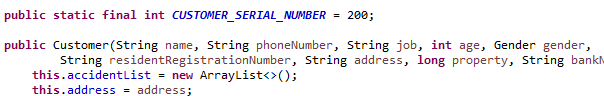 public static final int CUSTOMER_SERIAL_NUMBER = 200;
public Customer(String name, String phoneNumber, String job, int age, Gender gender,
String residentRegistrationNumber, String address, long property, String bankN
this.accidentList = new ArrayList<>();
this.address = address;